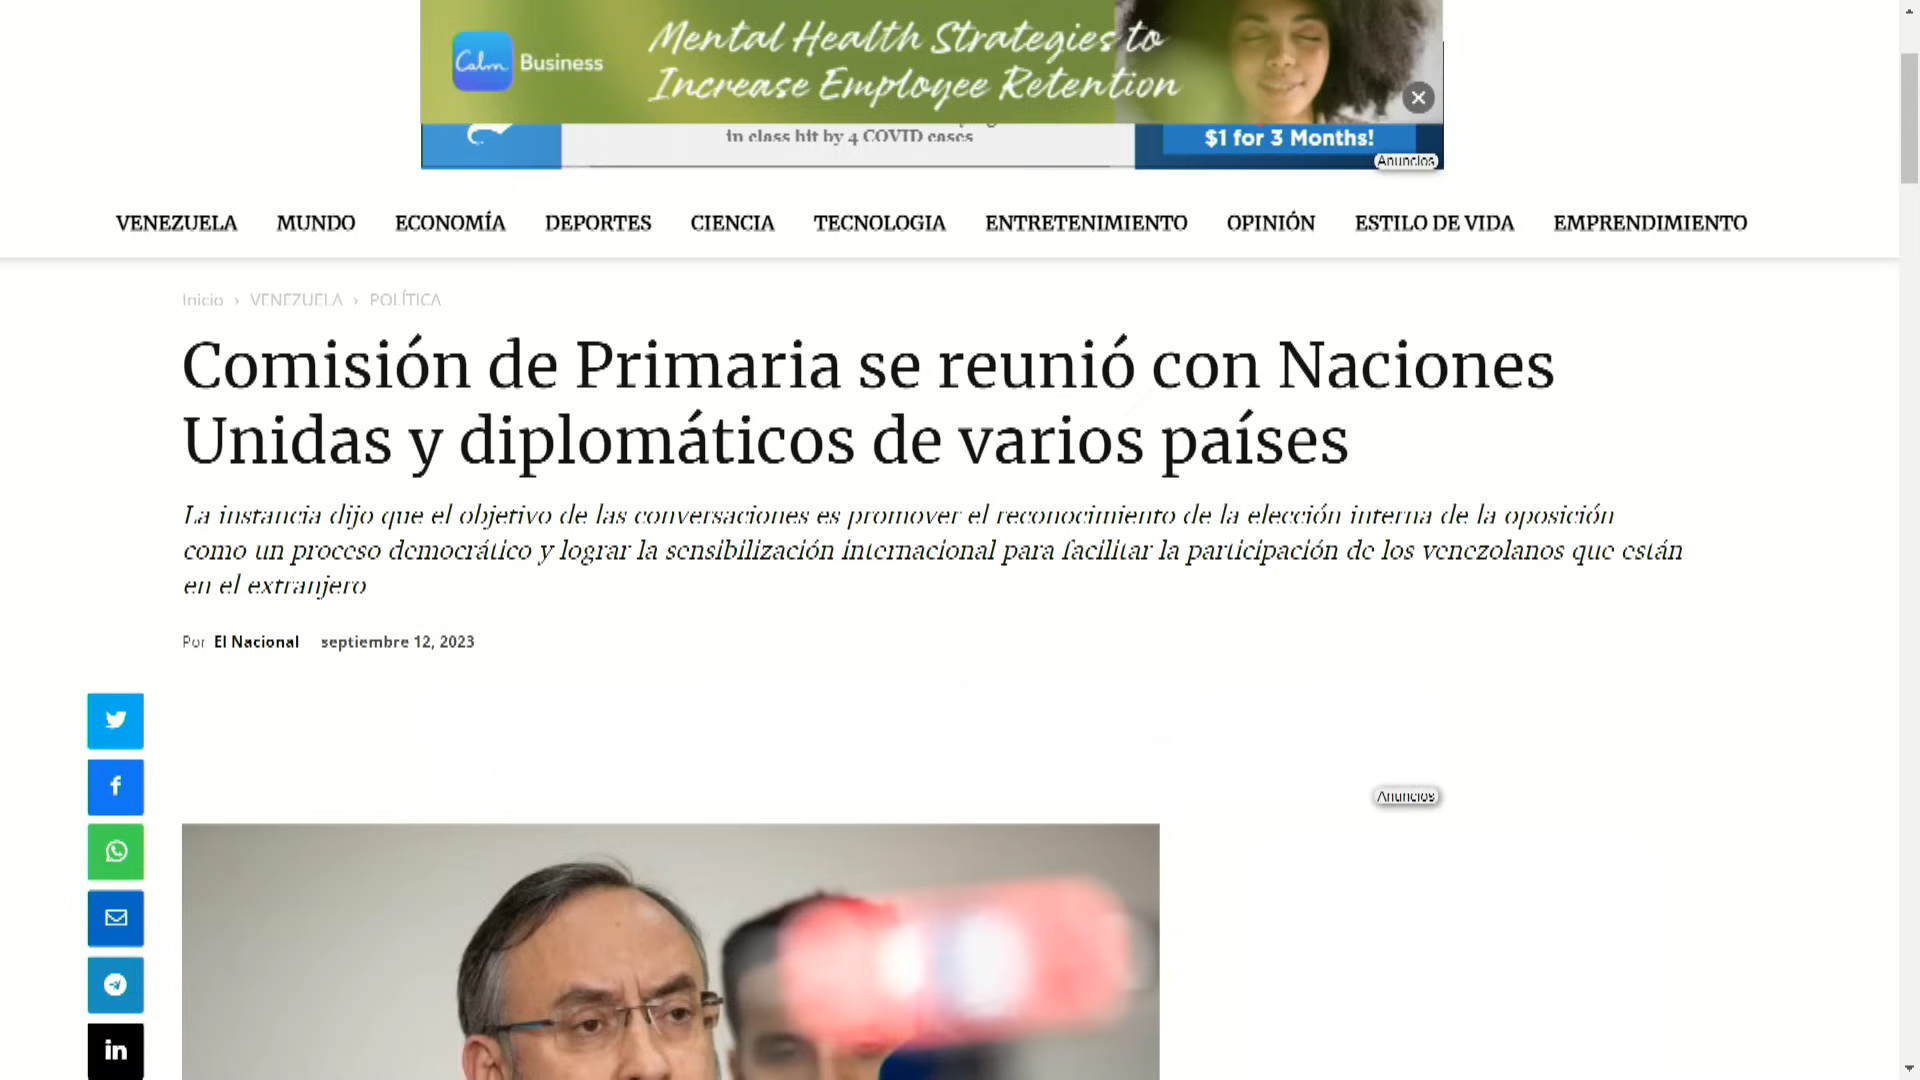 Calm Business
Mental Health Strategies to
Increase Employee Retention
in class hit by 4 COVID cases
$1 for 3 Months!
Anuncios
VENEZUELA MUNDO ECONOMÍA DEPORTES CIENCIA TECNOLOGIA ENTRETENIMIENTO OPINIÓN ESTILO DE VIDA EMPRENDIMIENTO
Inicio › VENEZUELA › POLÍTICA
Comisión de Primaria se reunió con Naciones
Unidas y diplomáticos de varios países
La instancia dijo que el objetivo de las conversaciones es promover el reconocimiento de la elección interna de la oposición
como un proceso democrático y lograr la sensibilización internacional para facilitar la participación de los venezolanos que están
en el extranjero
Por El Nacional septiembre 12, 2023
Anuncios